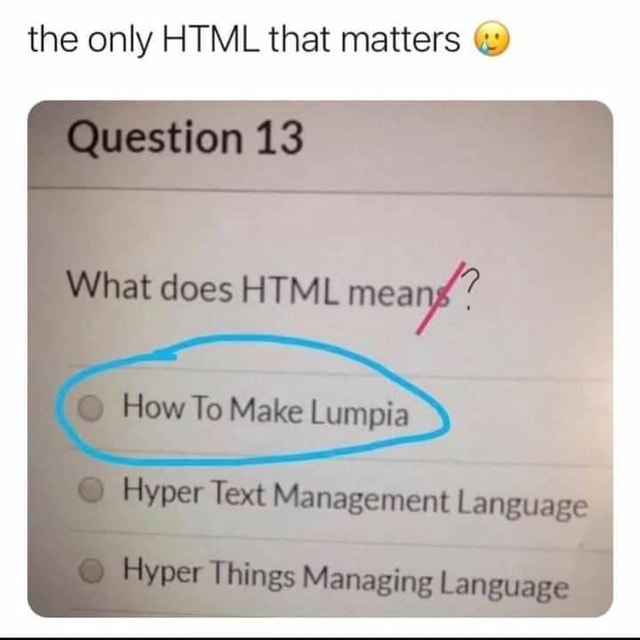 the only HTML that matters 🥲
Question 13
What does HTML means?
How To Make Lumpia
Hyper Text Management Language
Hyper Things Managing Language